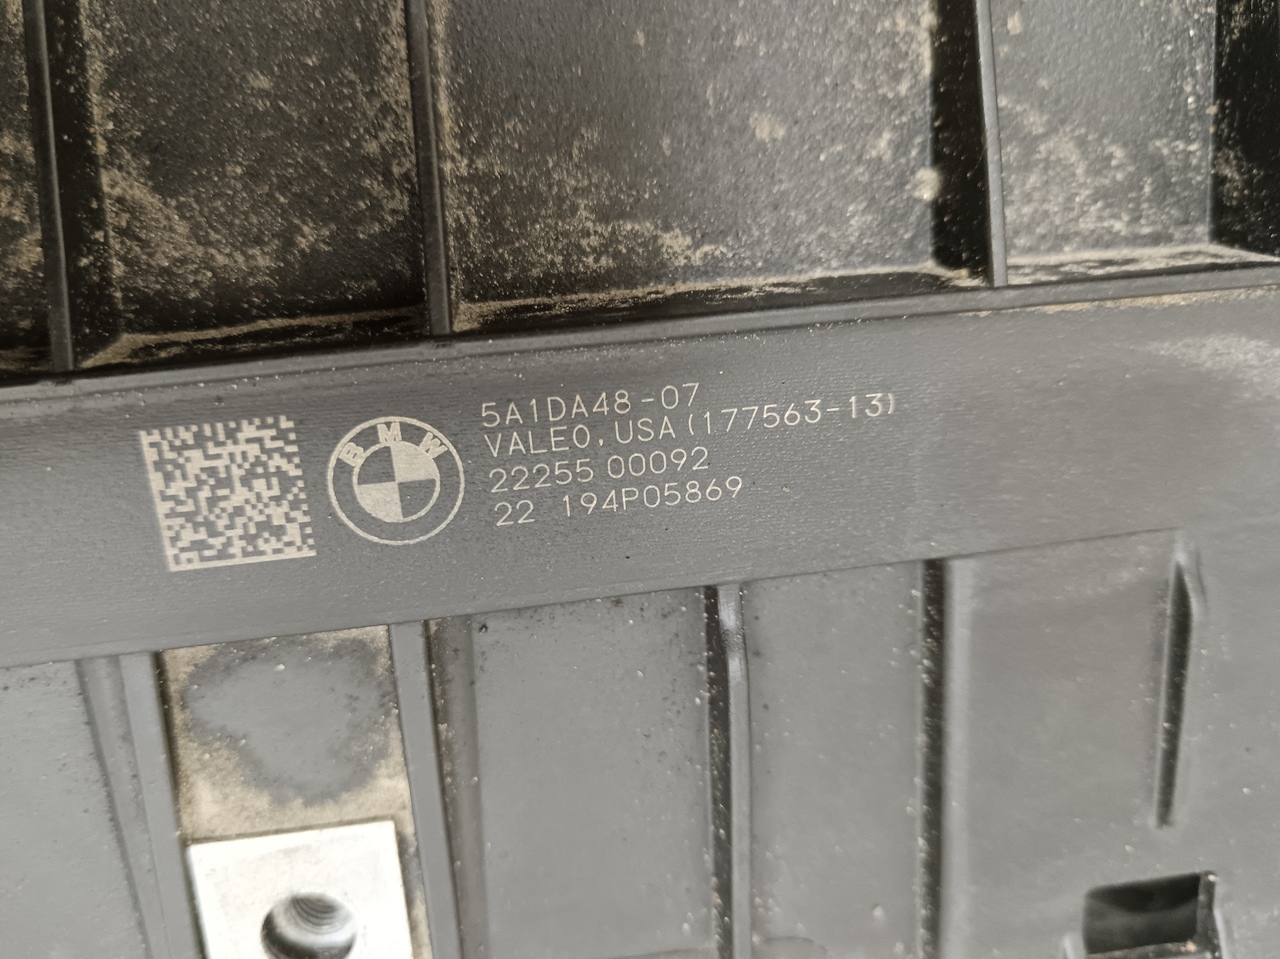 BMW
5A1DA48-07
VALEO, USA (177563-13)
22255 00092
22 194P05869